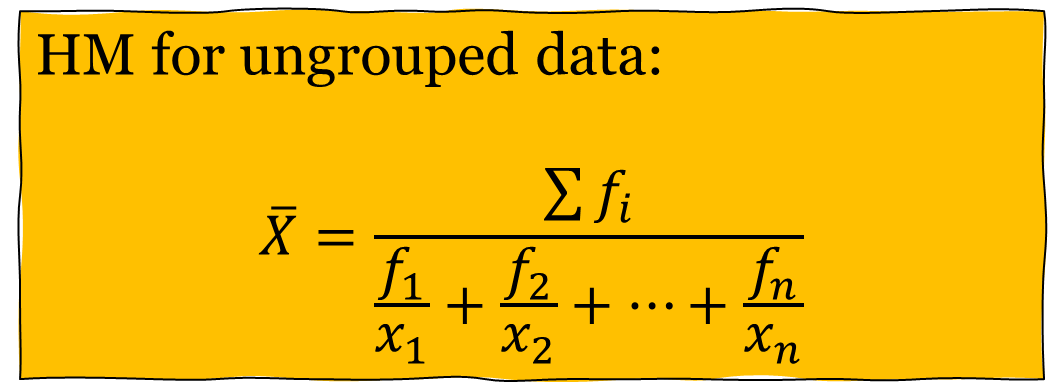 HM for ungrouped data:
X̄ = ∑ fᵢ / (f₁/x₁ + f₂/x₂ + ⋯ + fₙ/xₙ)